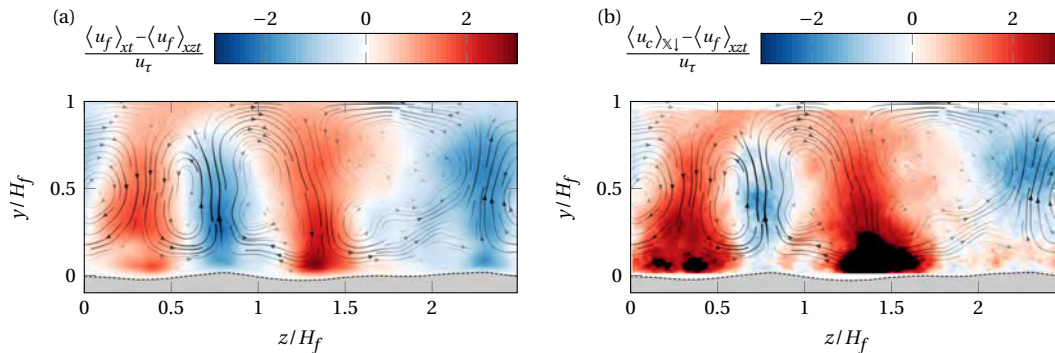 (a) −2 0 2
⟨u_f⟩_xt − ⟨u_f⟩_xzt
u_τ
1
0.5
0
y/H_f
0 0.5 1 1.5 2
z/H_f
(b) −2 0 2
⟨u_c⟩_𝕏↓ − ⟨u_f⟩_xzt
u_τ
1
0.5
0
y/H_f
0 0.5 1 1.5 2
z/H_f